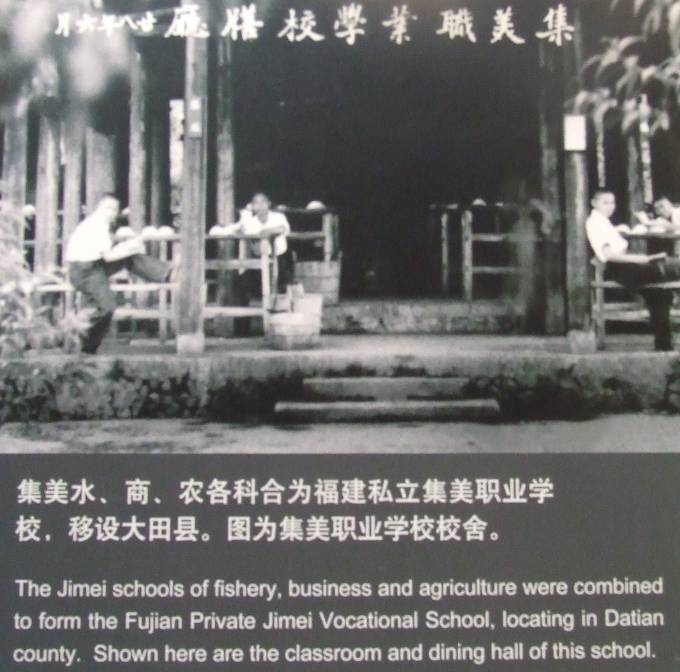 集美職業學校膳廳 廿八年六月
集美水、商、农各科合为福建私立集美职业学
校，移设大田县。图为集美职业学校校舍。
The Jimei schools of fishery, business and agriculture were combined
to form the Fujian Private Jimei Vocational School, locating in Datian
county. Shown here are the classroom and dining hall of this school.